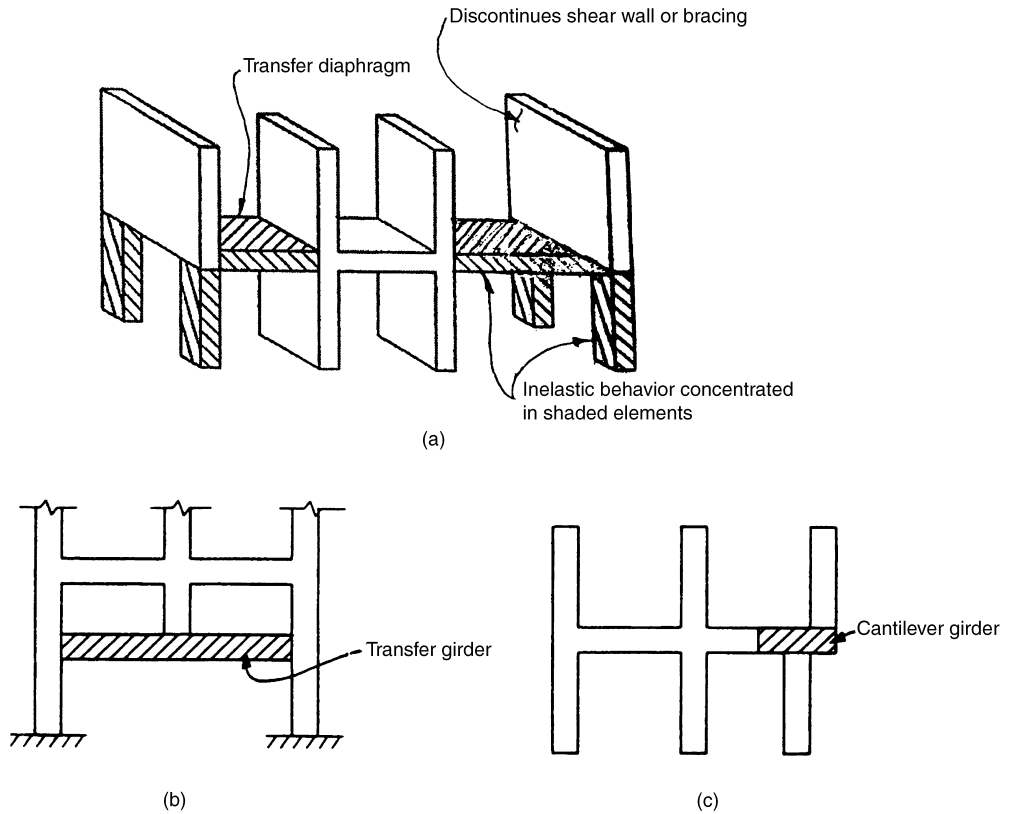 Discontinues shear wall or bracing
Transfer diaphragm
Inelastic behavior concentrated
in shaded elements
(a)
Transfer girder
Cantilever girder
(b)
(c)